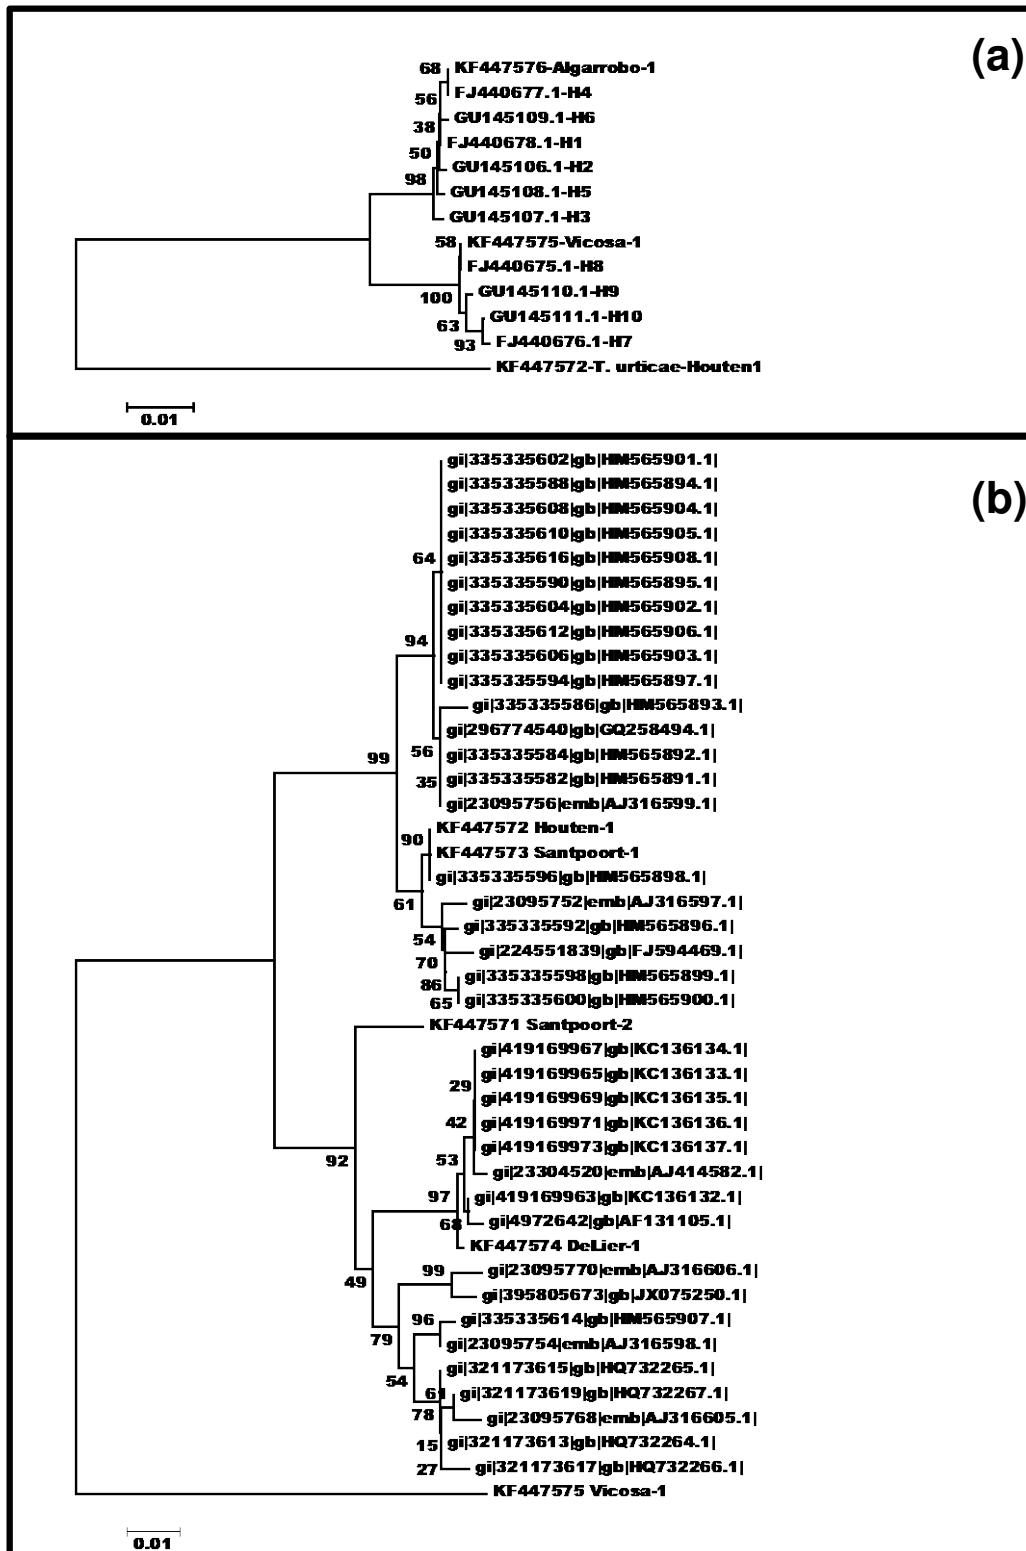 (a)
68
KF447576-Algarrobo-1
56
FJ440677.1-H4
38
GU145109.1-H6
FJ440678.1-H1
50
GU145106.1-H2
98
GU145108.1-H5
GU145107.1-H3
58
KF447575-Vicosa-1
FJ440675.1-H8
100
GU145110.1-H9
63
GU145111.1-H10
93
FJ440676.1-H7
KF447572-T. urticae-Houten1
0.01
(b)
gi|335335602|gb|HM565901.1|
gi|335335588|gb|HM565894.1|
gi|335335608|gb|HM565904.1|
gi|335335610|gb|HM565905.1|
64
gi|335335616|gb|HM565908.1|
gi|335335590|gb|HM565895.1|
gi|335335604|gb|HM565902.1|
94
gi|335335612|gb|HM565906.1|
gi|335335606|gb|HM565903.1|
gi|335335594|gb|HM565897.1|
gi|335335586|gb|HM565893.1|
gi|296774540|gb|GQ258494.1|
99
56
gi|335335584|gb|HM565892.1|
35
gi|335335582|gb|HM565891.1|
gi|23095756|emb|AJ316599.1|
KF447572 Houten-1
90
KF447573 Santpoort-1
gi|335335596|gb|HM565898.1|
61
gi|23095752|emb|AJ316597.1|
gi|335335592|gb|HM565896.1|
54
gi|224551839|gb|FJ594469.1|
70
gi|335335598|gb|HM565899.1|
86
65
gi|335335600|gb|HM565900.1|
KF447571 Santpoort-2
gi|419169967|gb|KC136134.1|
gi|419169965|gb|KC136133.1|
29
gi|419169969|gb|KC136135.1|
42
gi|419169971|gb|KC136136.1|
gi|419169973|gb|KC136137.1|
92
53
gi|23304520|emb|AJ414582.1|
97
gi|419169963|gb|KC136132.1|
68
gi|4972642|gb|AF131105.1|
KF447574 DeLier-1
49
99
gi|23095770|emb|AJ316606.1|
gi|395805673|gb|JX075250.1|
96
gi|335335614|gb|HM565907.1|
79
gi|23095754|emb|AJ316598.1|
gi|321173615|gb|HQ732265.1|
54
61
gi|321173619|gb|HQ732267.1|
78
gi|23095768|emb|AJ316605.1|
15
gi|321173613|gb|HQ732264.1|
27
gi|321173617|gb|HQ732266.1|
KF447575 Vicosa-1
0.01